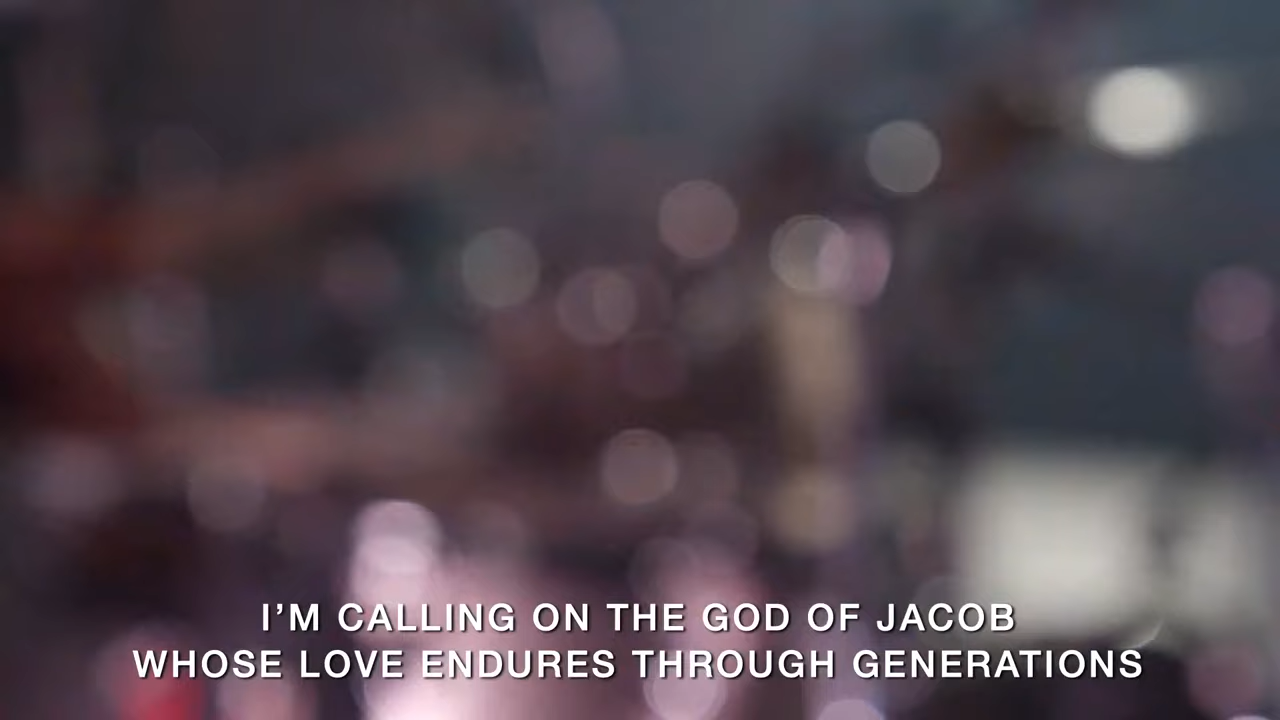 I’M CALLING ON THE GOD OF JACOB
WHOSE LOVE ENDURES THROUGH GENERATIONS